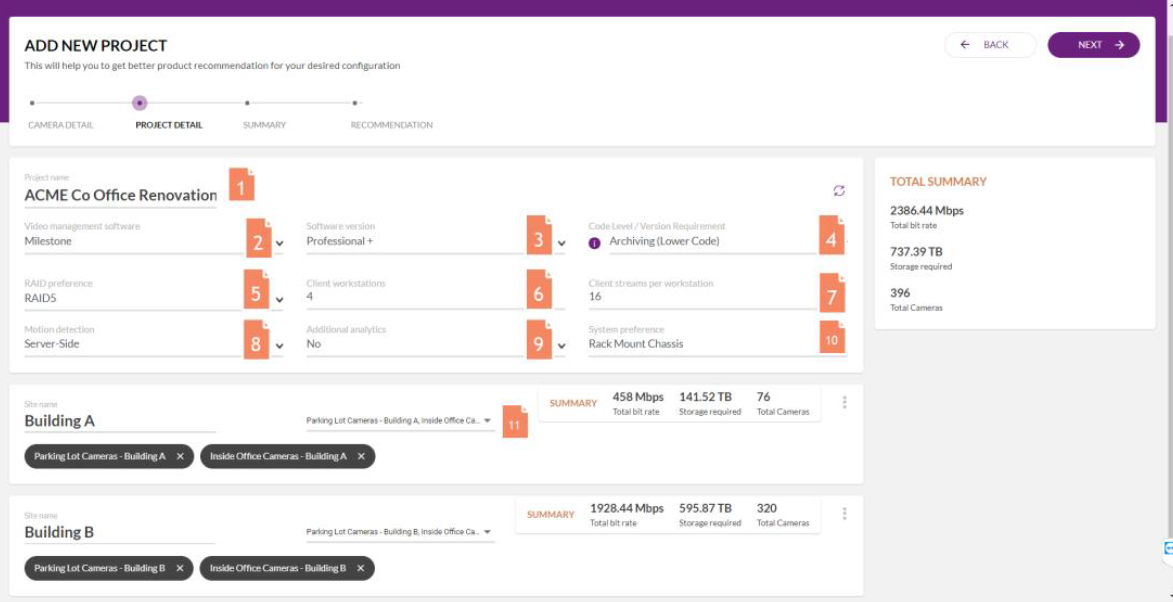 ADD NEW PROJECT
This will help you to get better product recommendation for your desired configuration
BACK
NEXT
CAMERA DETAIL
PROJECT DETAIL
SUMMARY
RECOMMENDATION
Project name
ACME Co Office Renovation
1
Video management software
Milestone
2
Software version
Professional +
3
Code Level / Version Requirement
Archiving (Lower Code)
4
RAID preference
RAID5
5
Client workstations
4
6
Client streams per workstation
16
7
Motion detection
Server-Side
8
Additional analytics
No
9
System preference
Rack Mount Chassis
10
TOTAL SUMMARY
2386.44 Mbps
Total bit rate
737.39 TB
Storage required
396
Total Cameras
Site name
Building A
Parking Lot Cameras - Building A, Inside Office Ca...
11
SUMMARY
458 Mbps
Total bit rate
141.52 TB
Storage required
76
Total Cameras
Parking Lot Cameras - Building A
Inside Office Cameras - Building A
Site name
Building B
Parking Lot Cameras - Building B, Inside Office Ca...
SUMMARY
1928.44 Mbps
Total bit rate
595.87 TB
Storage required
320
Total Cameras
Parking Lot Cameras - Building B
Inside Office Cameras - Building B